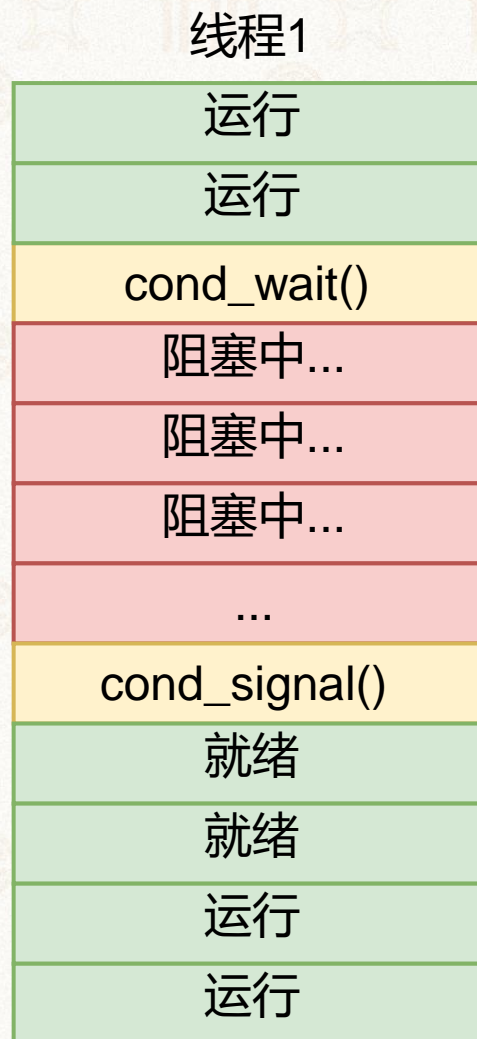 线程1
运行
运行
cond_wait()
阻塞中...
阻塞中...
阻塞中...
...
cond_signal()
就绪
就绪
运行
运行